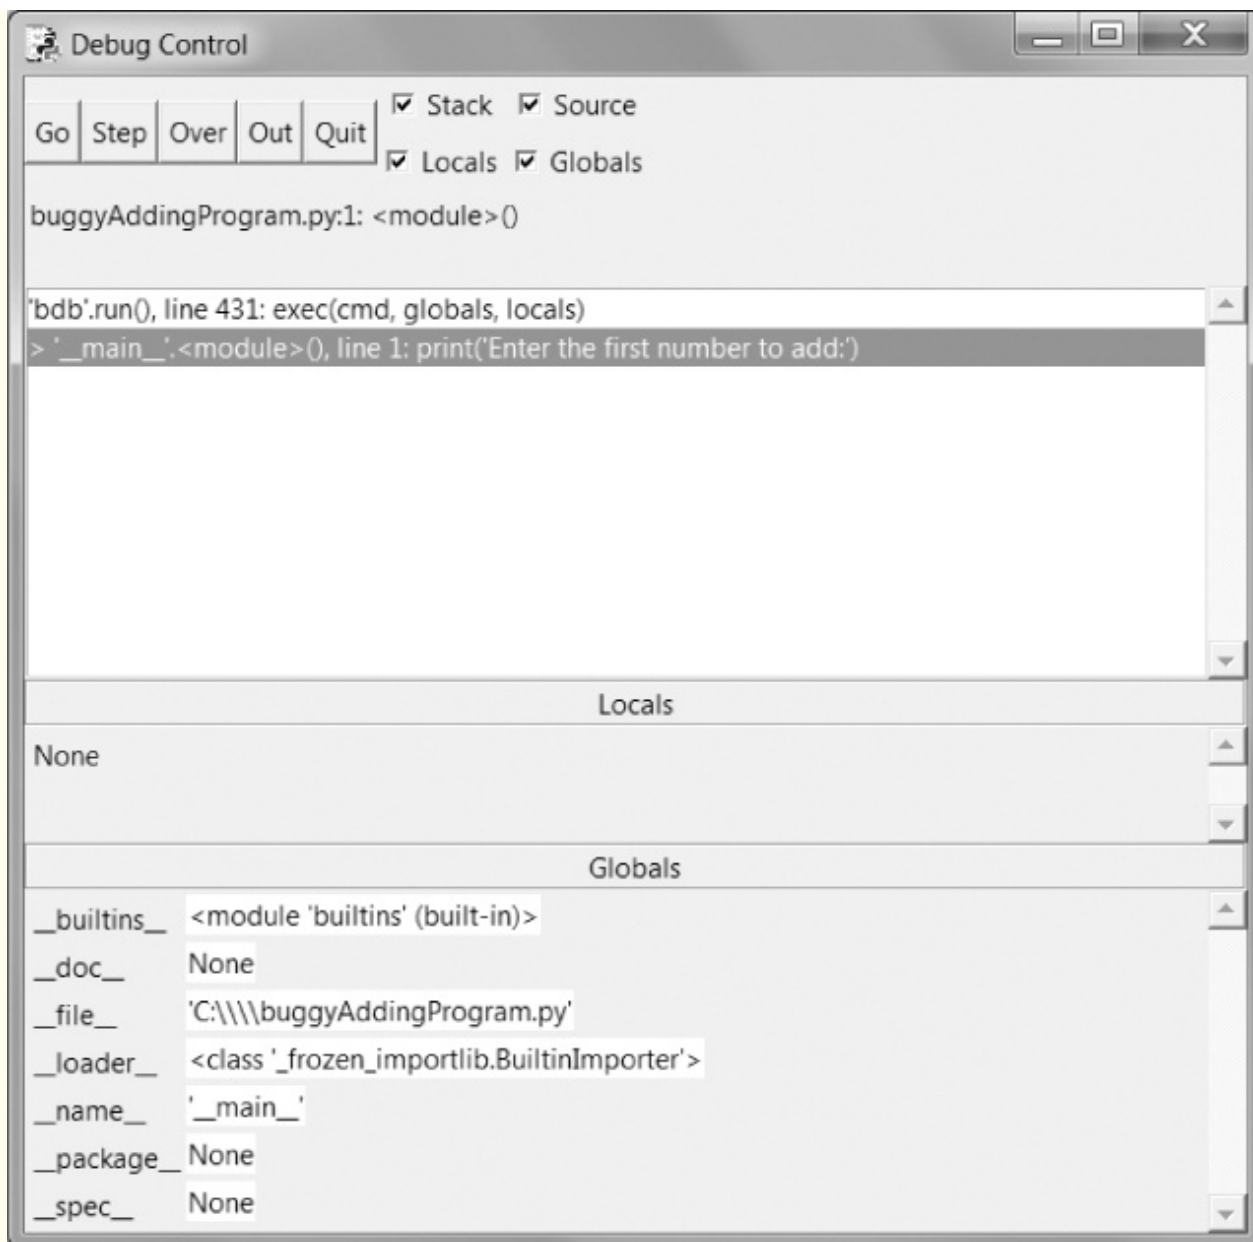 Debug Control
Go Step Over Out Quit
Stack Source
Locals Globals
buggyAddingProgram.py:1: <module>()
'bdb'.run(), line 431: exec(cmd, globals, locals)
> '__main__'.<module>(), line 1: print('Enter the first number to add:')
Locals
None
Globals
__builtins__ <module 'builtins' (built-in)>
__doc__ None
__file__ 'C:\\\\buggyAddingProgram.py'
__loader__ <class '_frozen_importlib.BuiltinImporter'>
__name__ '__main__'
__package__ None
__spec__ None